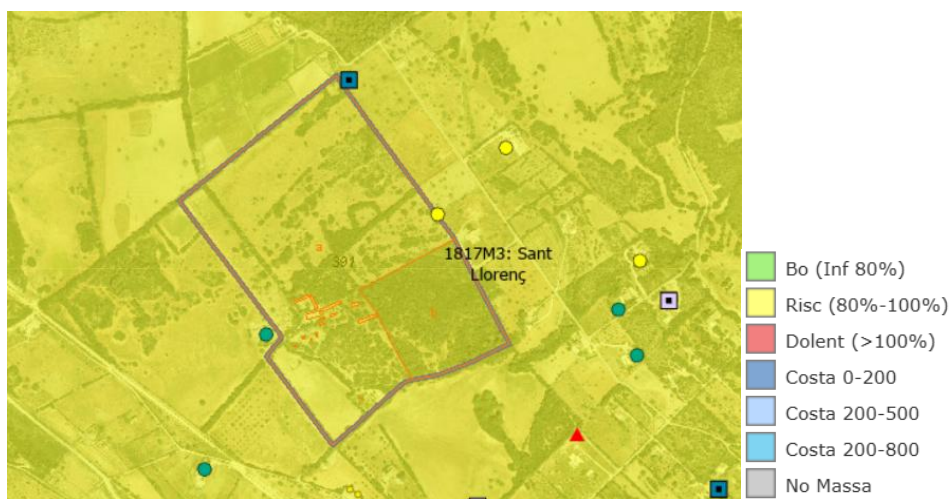 a
391
1817M3: Sant
Llorenç
b
Bo (Inf 80%)
Risc (80%-100%)
Dolent (>100%)
Costa 0-200
Costa 200-500
Costa 200-800
No Massa